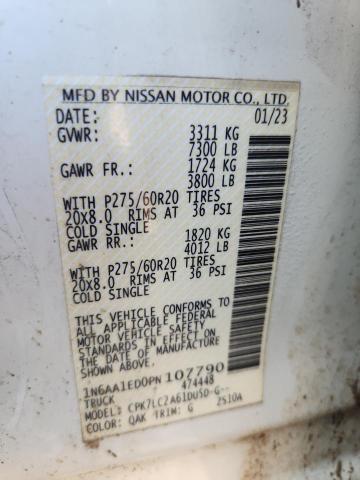 MFD BY NISSAN MOTOR CO., LTD.
DATE: 01/23
GVWR: 3311 KG
7300 LB
GAWR FR.: 1724 KG
3800 LB
WITH P275/60R20 TIRES
20X8.0 RIMS AT 36 PSI
COLD SINGLE
GAWR RR.: 1820 KG
4012 LB
WITH P275/60R20 TIRES
20X8.0 RIMS AT 36 PSI
COLD SINGLE
THIS VEHICLE CONFORMS TO
ALL APPLICABLE FEDERAL
MOTOR VEHICLE SAFETY
STANDARDS IN EFFECT ON
THE DATE OF MANUFACTURE
SHOWN ABOVE.
1N6AA1ED0PN107790
TRUCK 474448
MODEL: CPK7LC2A61DU5D-G--
COLOR: QAK TRIM: G 2510A